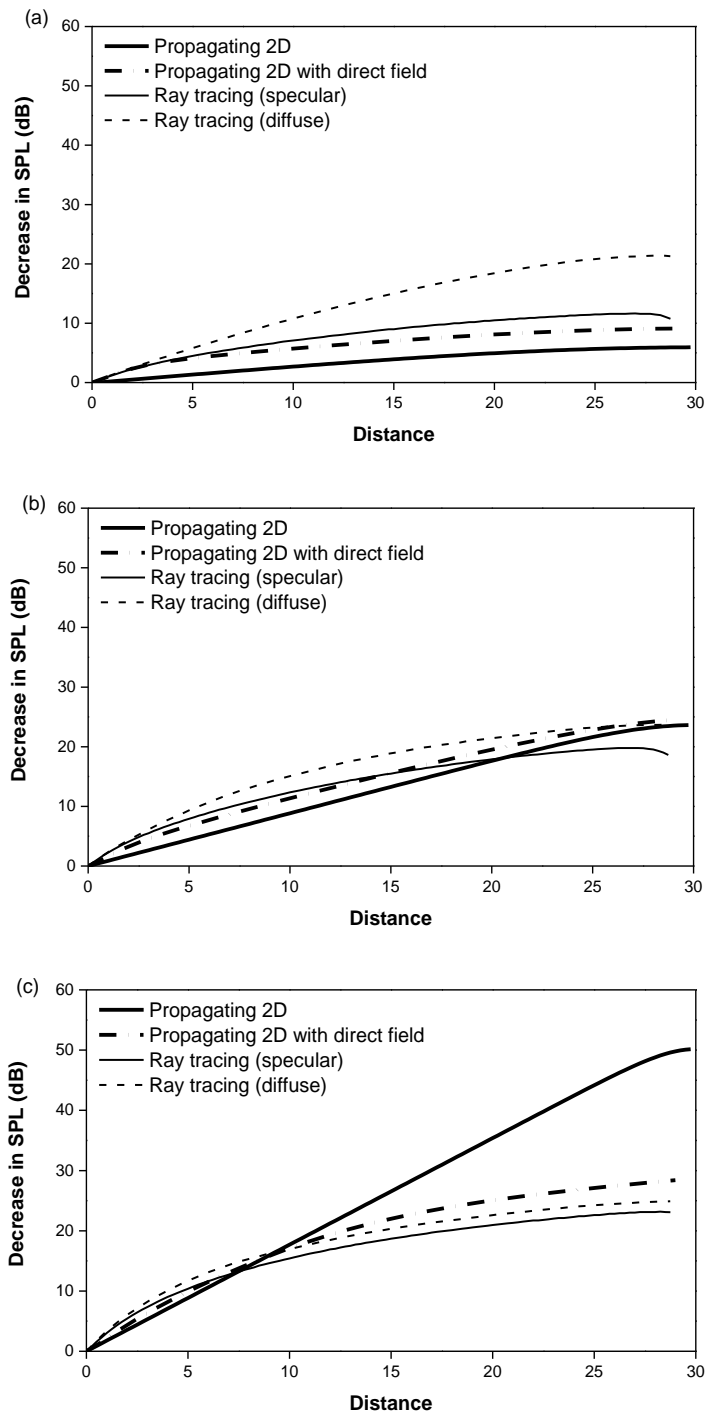 (a)
60
50
40
30
20
10
0
Decrease in SPL (dB)
Propagating 2D
Propagating 2D with direct field
Ray tracing (specular)
Ray tracing (diffuse)
0 5 10 15 20 25 30
Distance
(b)
60
50
40
30
20
10
0
Decrease in SPL (dB)
Propagating 2D
Propagating 2D with direct field
Ray tracing (specular)
Ray tracing (diffuse)
0 5 10 15 20 25 30
Distance
(c)
60
50
40
30
20
10
0
Decrease in SPL (dB)
Propagating 2D
Propagating 2D with direct field
Ray tracing (specular)
Ray tracing (diffuse)
0 5 10 15 20 25 30
Distance